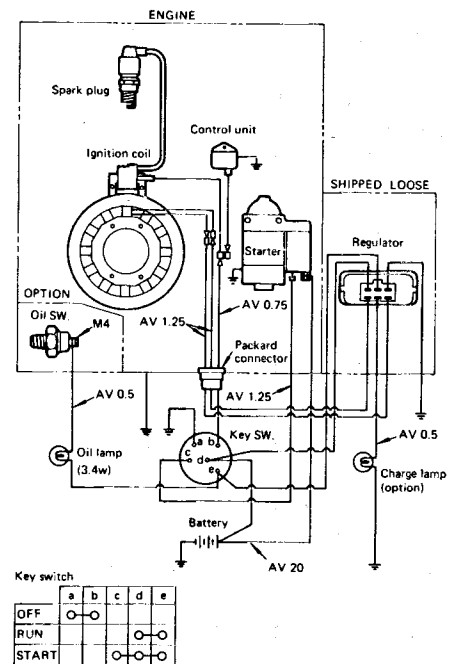 ENGINE
Spark plug
Control unit
Ignition coil
SHIPPED LOOSE
Starter
Regulator
OPTION
Oil SW.
M4
AV 0.75
AV 1.25
Packard
connector
AV 0.5
AV 1.25
AV 0.5
a b
Key SW.
c d
e
Oil lamp
(3.4w)
Charge lamp
(option)
Battery
AV 20
Key switch
a b c d e
OFF
RUN
START